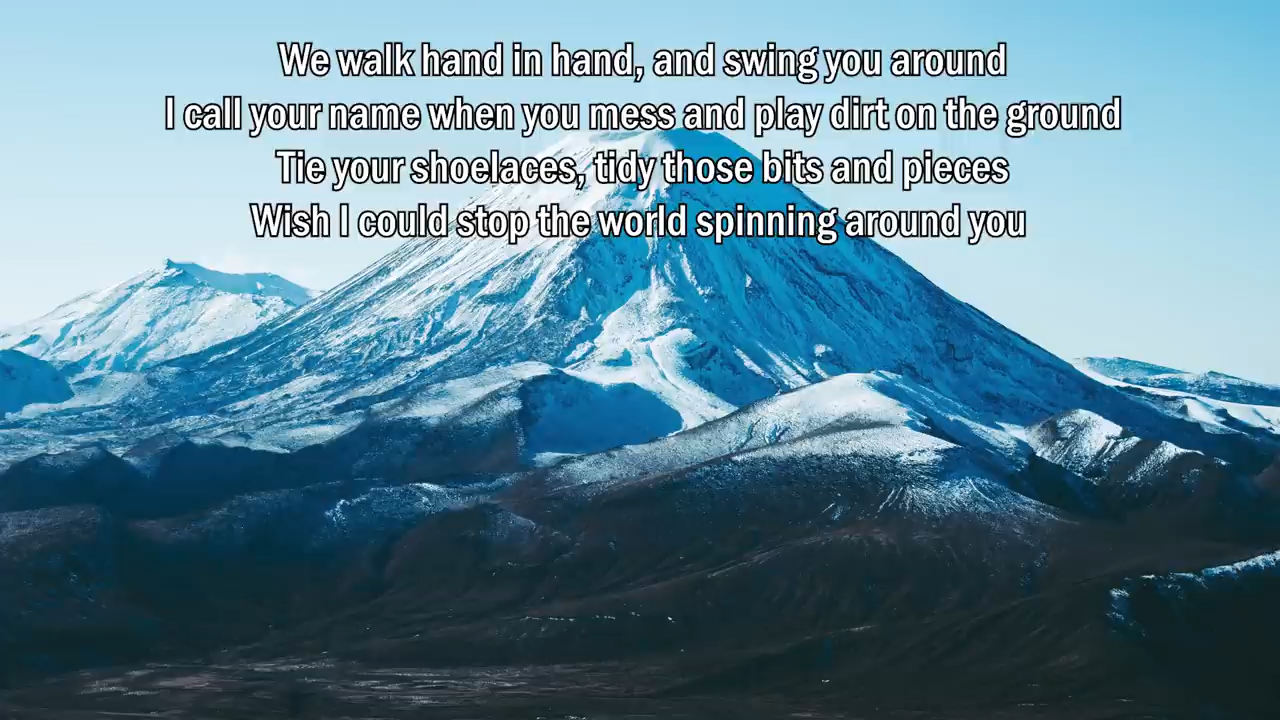 We walk hand in hand, and swing you around
I call your name when you mess and play dirt on the ground
Tie your shoelaces, tidy those bits and pieces
Wish I could stop the world spinning around you